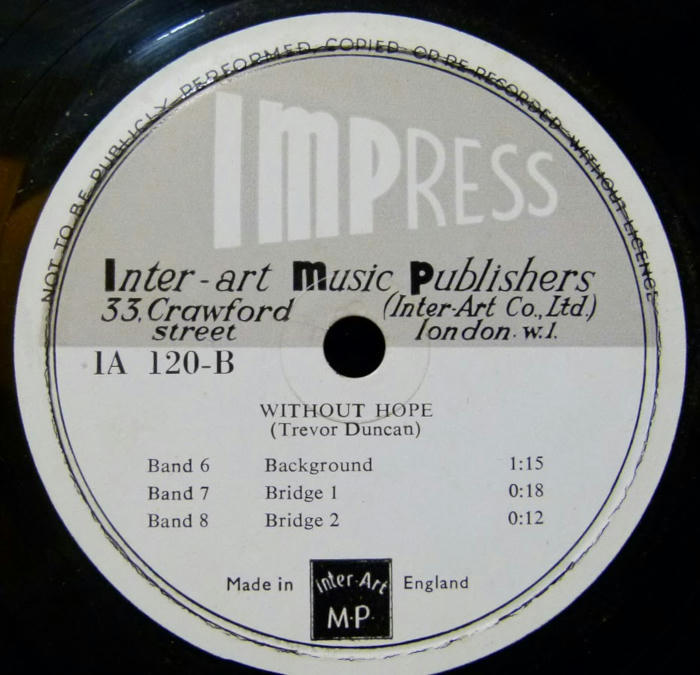 NOT TO BE PUBLICLY PERFORMED, COPIED OR RE-RECORDED WITHOUT LICENCE
IMPRESS
Inter-art Music Publishers
33, Crawford street
(Inter-Art Co., Ltd.) london. w.1.
IA 120-B
WITHOUT HOPE
(Trevor Duncan)
Band 6 Background 1:15
Band 7 Bridge 1 0:18
Band 8 Bridge 2 0:12
Made in Inter-Art M·P· England